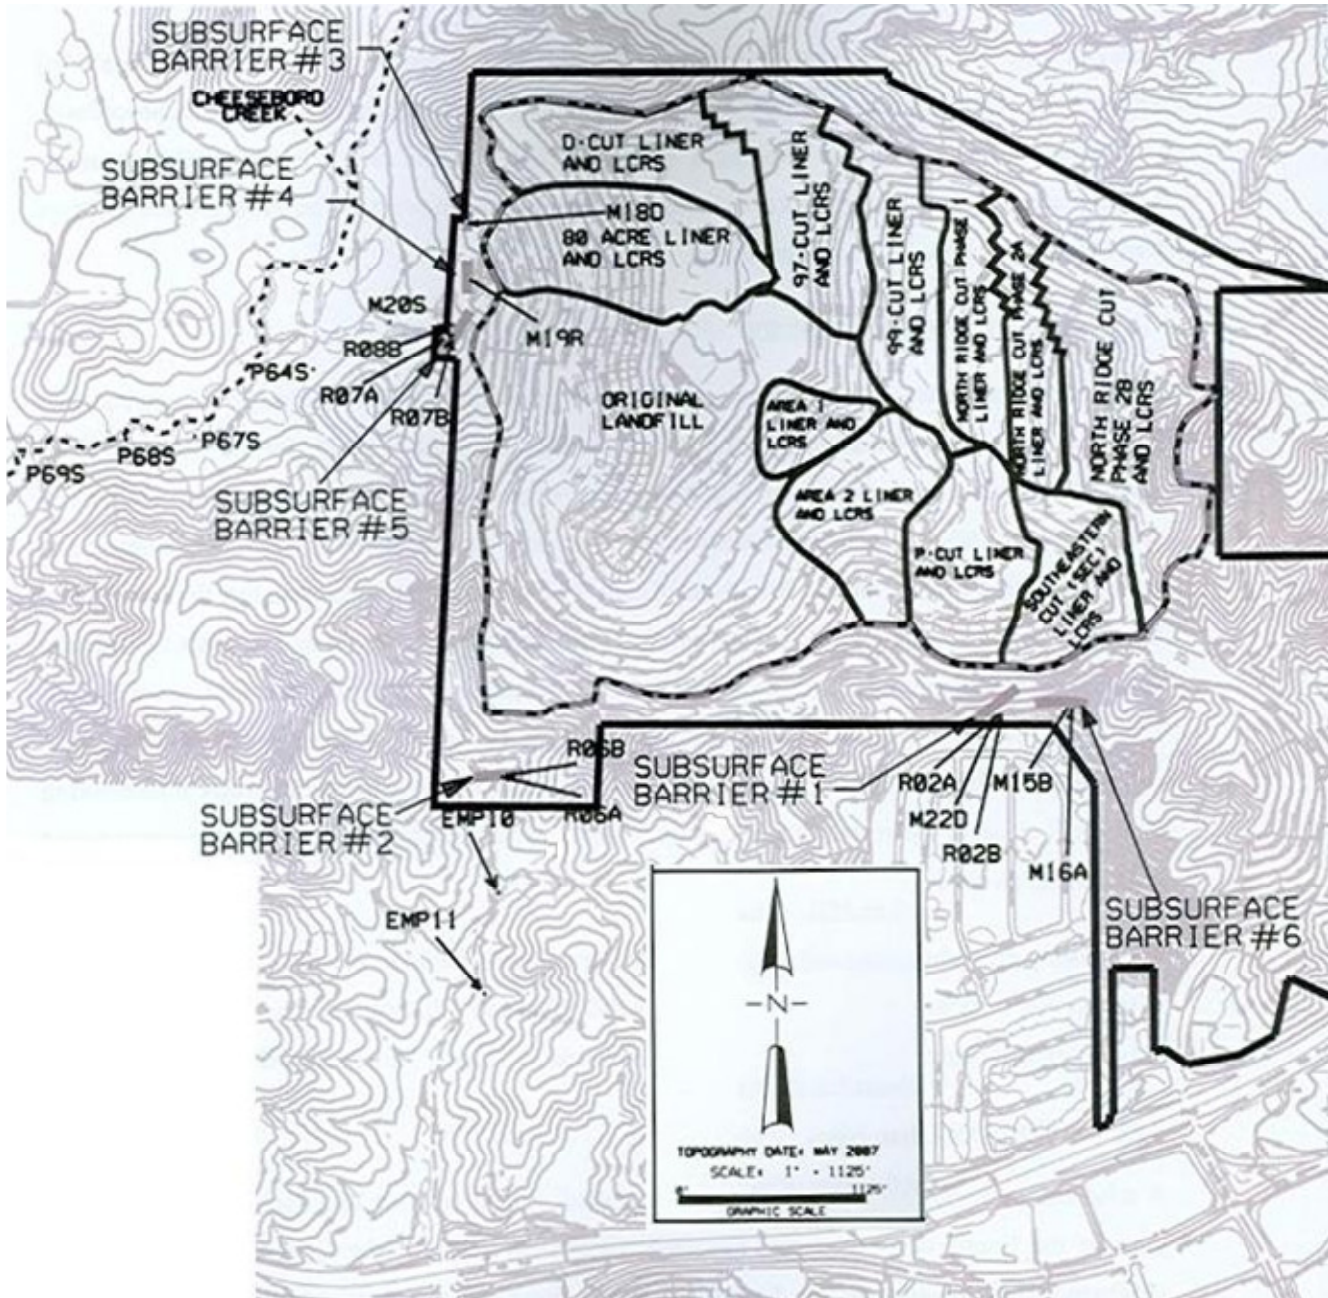 SUBSURFACE
BARRIER #3
CHEESEBORO
CREEK
SUBSURFACE
BARRIER #4
D-CUT LINER
AND LCRS
M18D
80 ACRE LINER
AND LCRS
97-CUT LINER
AND LCRS
99-CUT LINER
AND LCRS
NORTH RIDGE CUT PHASE 1
LINER AND LCRS
NORTH RIDGE CUT PHASE 2A
LINER AND LCRS
NORTH RIDGE CUT
PHASE 2B
AND LCRS
M20S
M19R
R08B
P64S
R07A
R07B
P67S
P68S
P69S
ORIGINAL
LANDFILL
AREA 1
LINER AND
LCRS
AREA 2 LINER
AND LCRS
P-CUT LINER
AND LCRS
SOUTHEASTERN
CUT (SEC)
LINER AND
LCRS
SUBSURFACE
BARRIER #5
R06B
R06A
SUBSURFACE
BARRIER #2
EMP10
EMP11
SUBSURFACE
BARRIER #1
R02A
M15B
M22D
R02B
M16A
SUBSURFACE
BARRIER #6
-N-
TOPOGRAPHY DATE: MAY 2007
SCALE: 1" = 1125'
0" 1125"
GRAPHIC SCALE